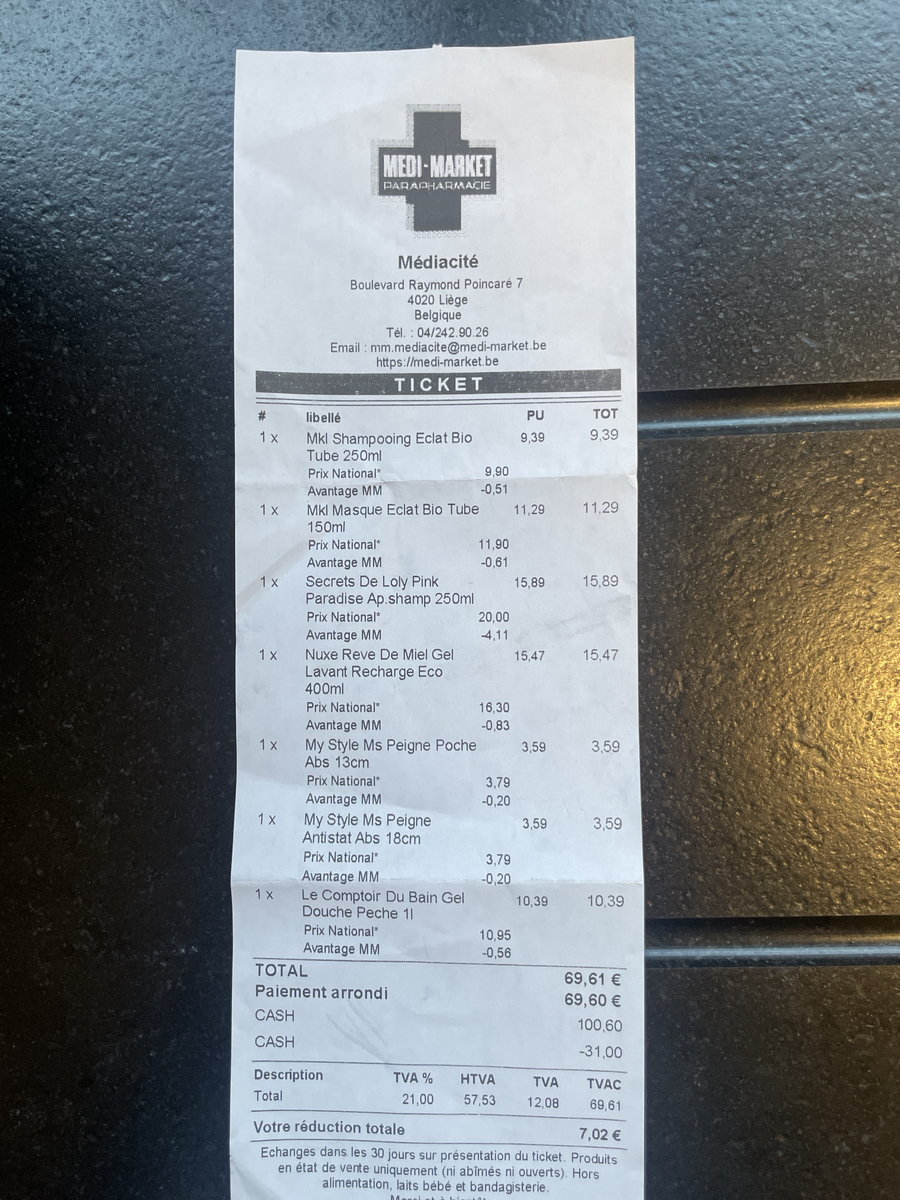 MEDI-MARKET
PARAPHARMACIE
Médiacité
Boulevard Raymond Poincaré 7
4020 Liège
Belgique
Tél. : 04/242.90.26
Email : mm.mediacite@medi-market.be
https://medi-market.be
TICKET
# libellé PU TOT
1 x Mkl Shampooing Eclat Bio 9,39 9,39
Tube 250ml
Prix National* 9,90
Avantage MM -0,51
1 x Mkl Masque Eclat Bio Tube 11,29 11,29
150ml
Prix National* 11,90
Avantage MM -0,61
1 x Secrets De Loly Pink 15,89 15,89
Paradise Ap.shamp 250ml
Prix National* 20,00
Avantage MM -4,11
1 x Nuxe Reve De Miel Gel 15,47 15,47
Lavant Recharge Eco
400ml
Prix National* 16,30
Avantage MM -0,83
1 x My Style Ms Peigne Poche 3,59 3,59
Abs 13cm
Prix National* 3,79
Avantage MM -0,20
1 x My Style Ms Peigne 3,59 3,59
Antistat Abs 18cm
Prix National* 3,79
Avantage MM -0,20
1 x Le Comptoir Du Bain Gel 10,39 10,39
Douche Peche 1l
Prix National* 10,95
Avantage MM -0,56
TOTAL 69,61 €
Paiement arrondi 69,60 €
CASH 100,60
CASH -31,00
Description TVA % HTVA TVA TVAC
Total 21,00 57,53 12,08 69,61
Votre réduction totale 7,02 €
Echanges dans les 30 jours sur présentation du ticket. Produits
en état de vente uniquement (ni abîmés ni ouverts). Hors
alimentation, laits bébé et bandagisterie.